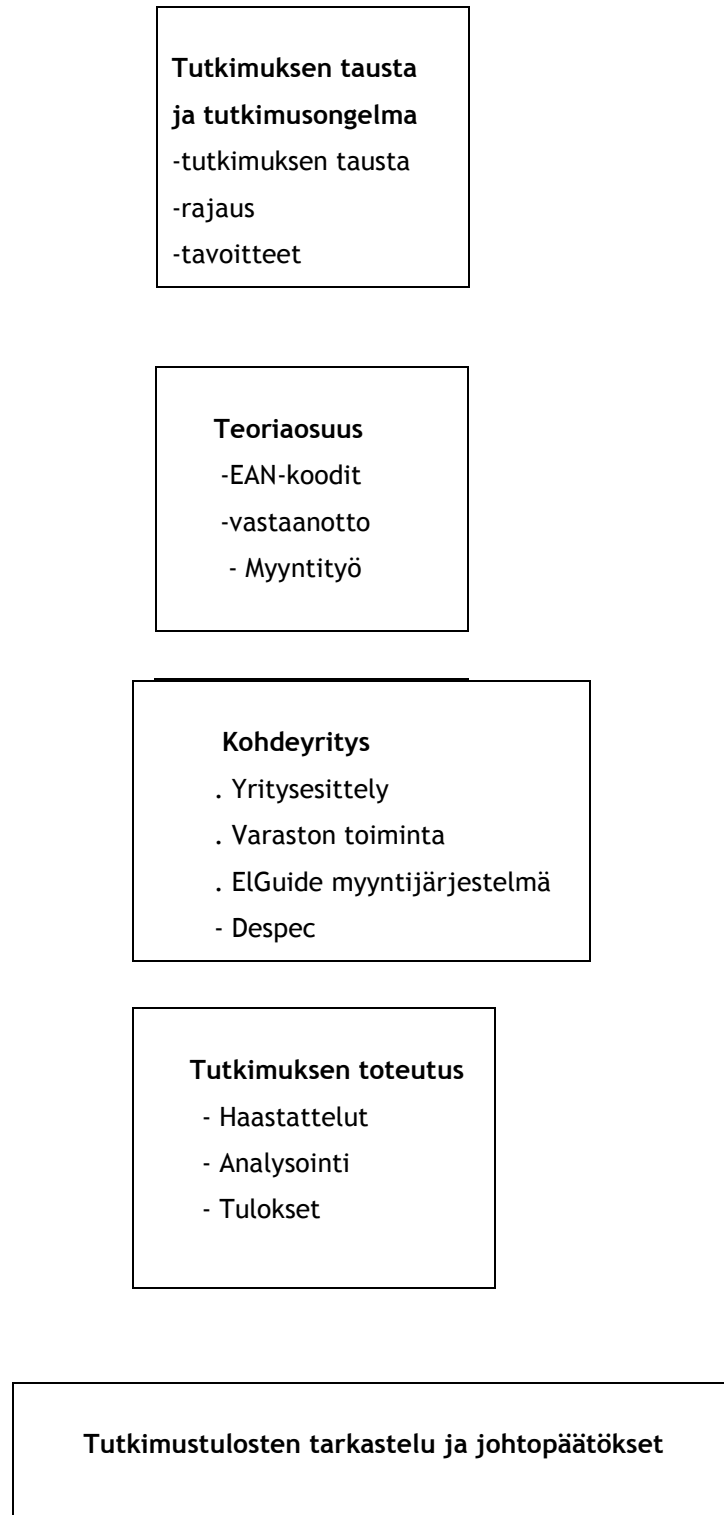 Tutkimuksen tausta
ja tutkimusongelma
-tutkimuksen tausta
-rajaus
-tavoitteet
Teoriaosuus
-EAN-koodit
-vastaanotto
- Myyntityö
Kohdeyritys
. Yritysesittely
. Varaston toiminta
. ElGuide myyntijärjestelmä
- Despec
Tutkimuksen toteutus
- Haastattelut
- Analysointi
- Tulokset
Tutkimustulosten tarkastelu ja johtopäätökset